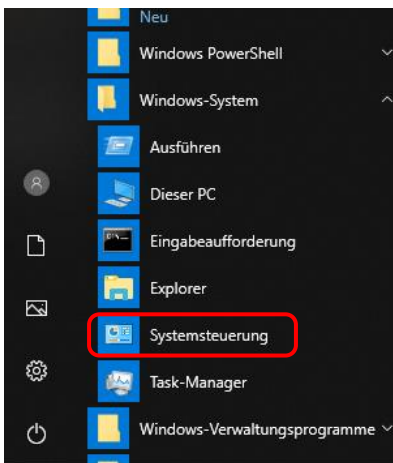 Neu
Windows PowerShell
Windows-System
Ausführen
Dieser PC
Eingabeaufforderung
Explorer
Systemsteuerung
Task-Manager
Windows-Verwaltungsprogramme